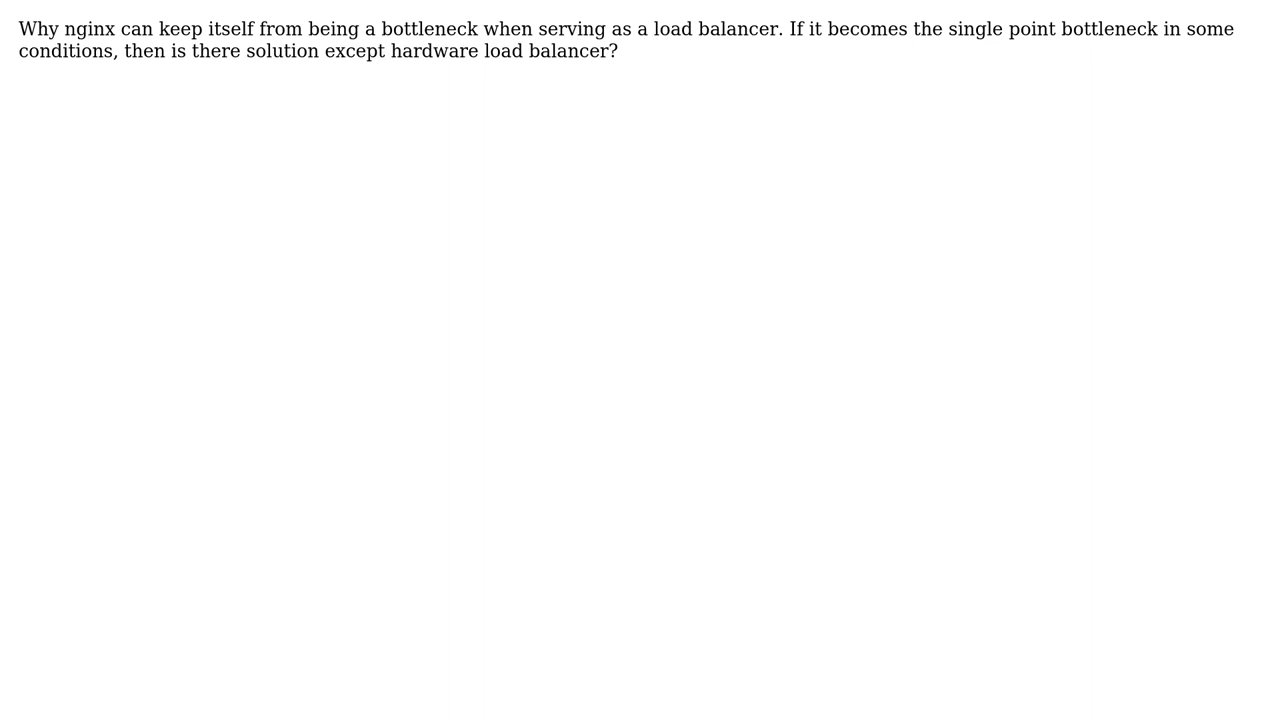 Why nginx can keep itself from being a bottleneck when serving as a load balancer. If it becomes the single point bottleneck in some
conditions, then is there solution except hardware load balancer?